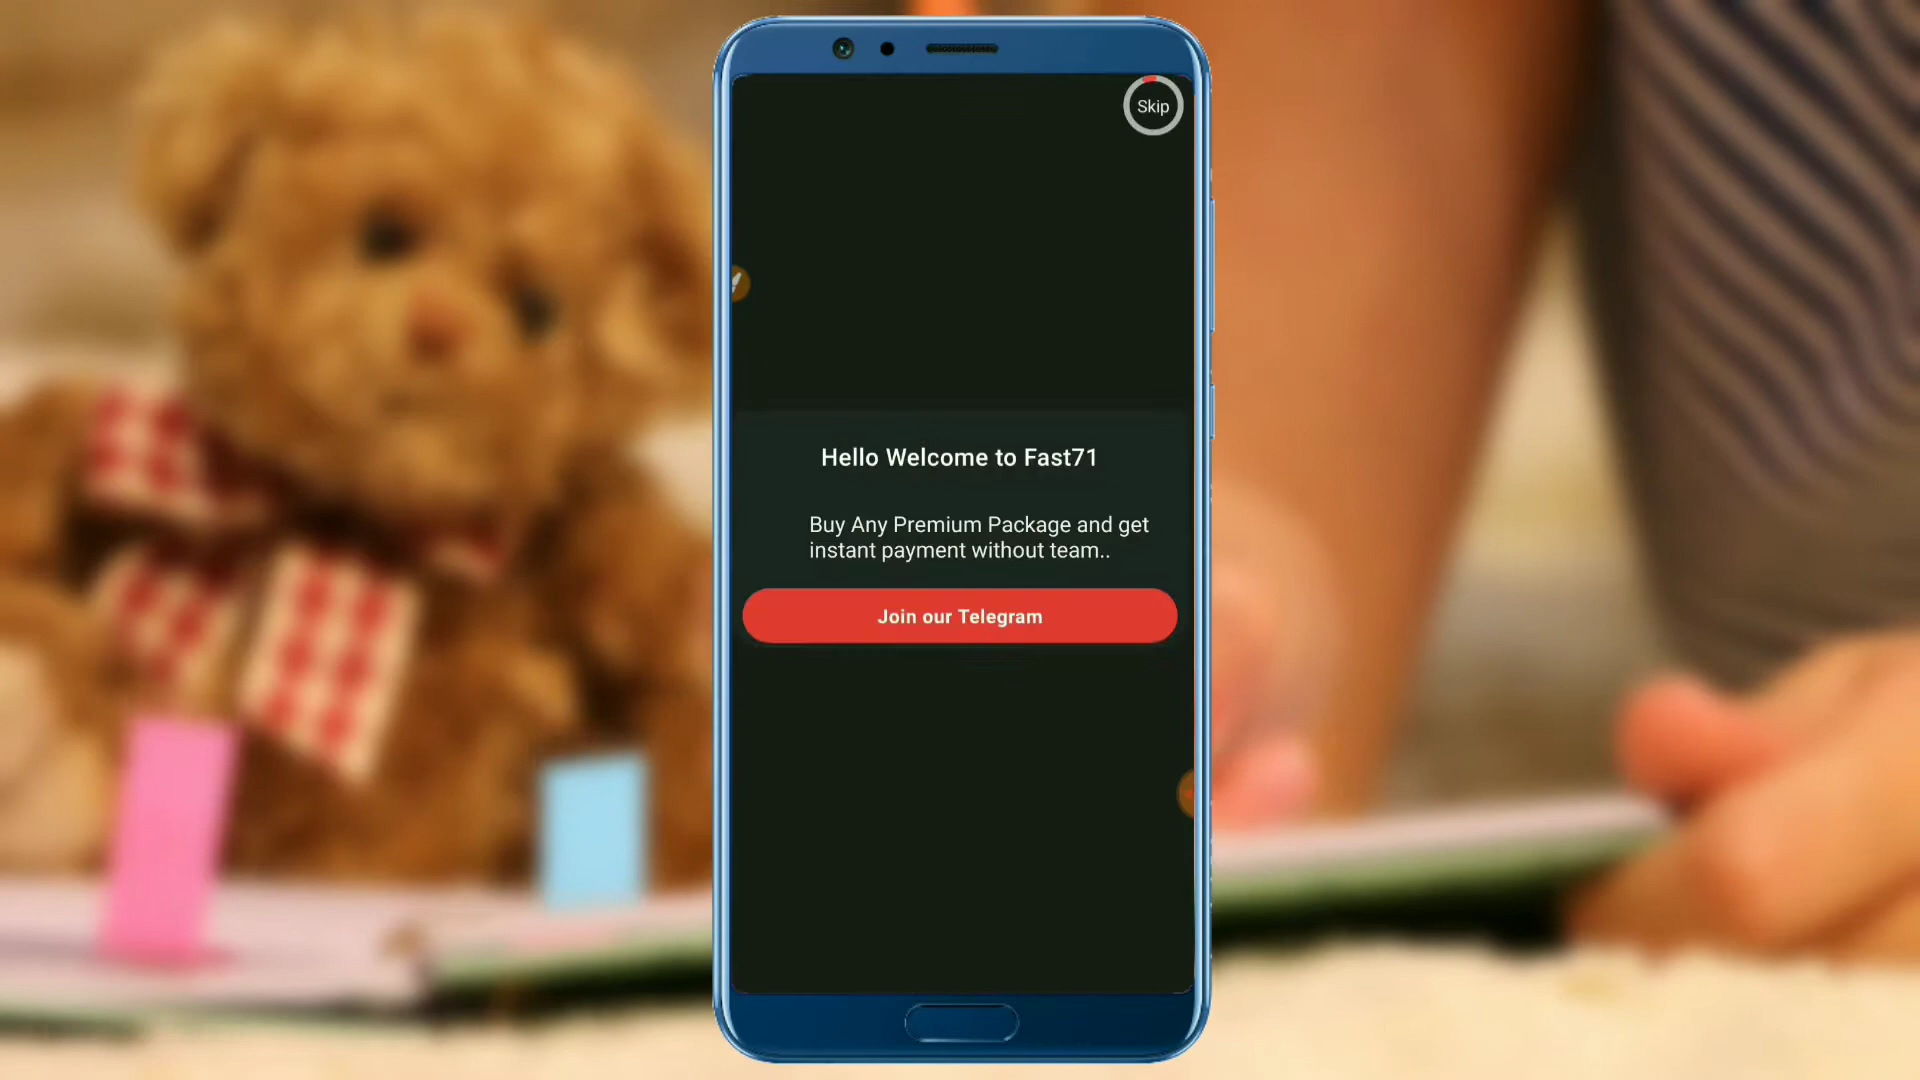 Skip
Hello Welcome to Fast71
Buy Any Premium Package and get
instant payment without team..
Join our Telegram